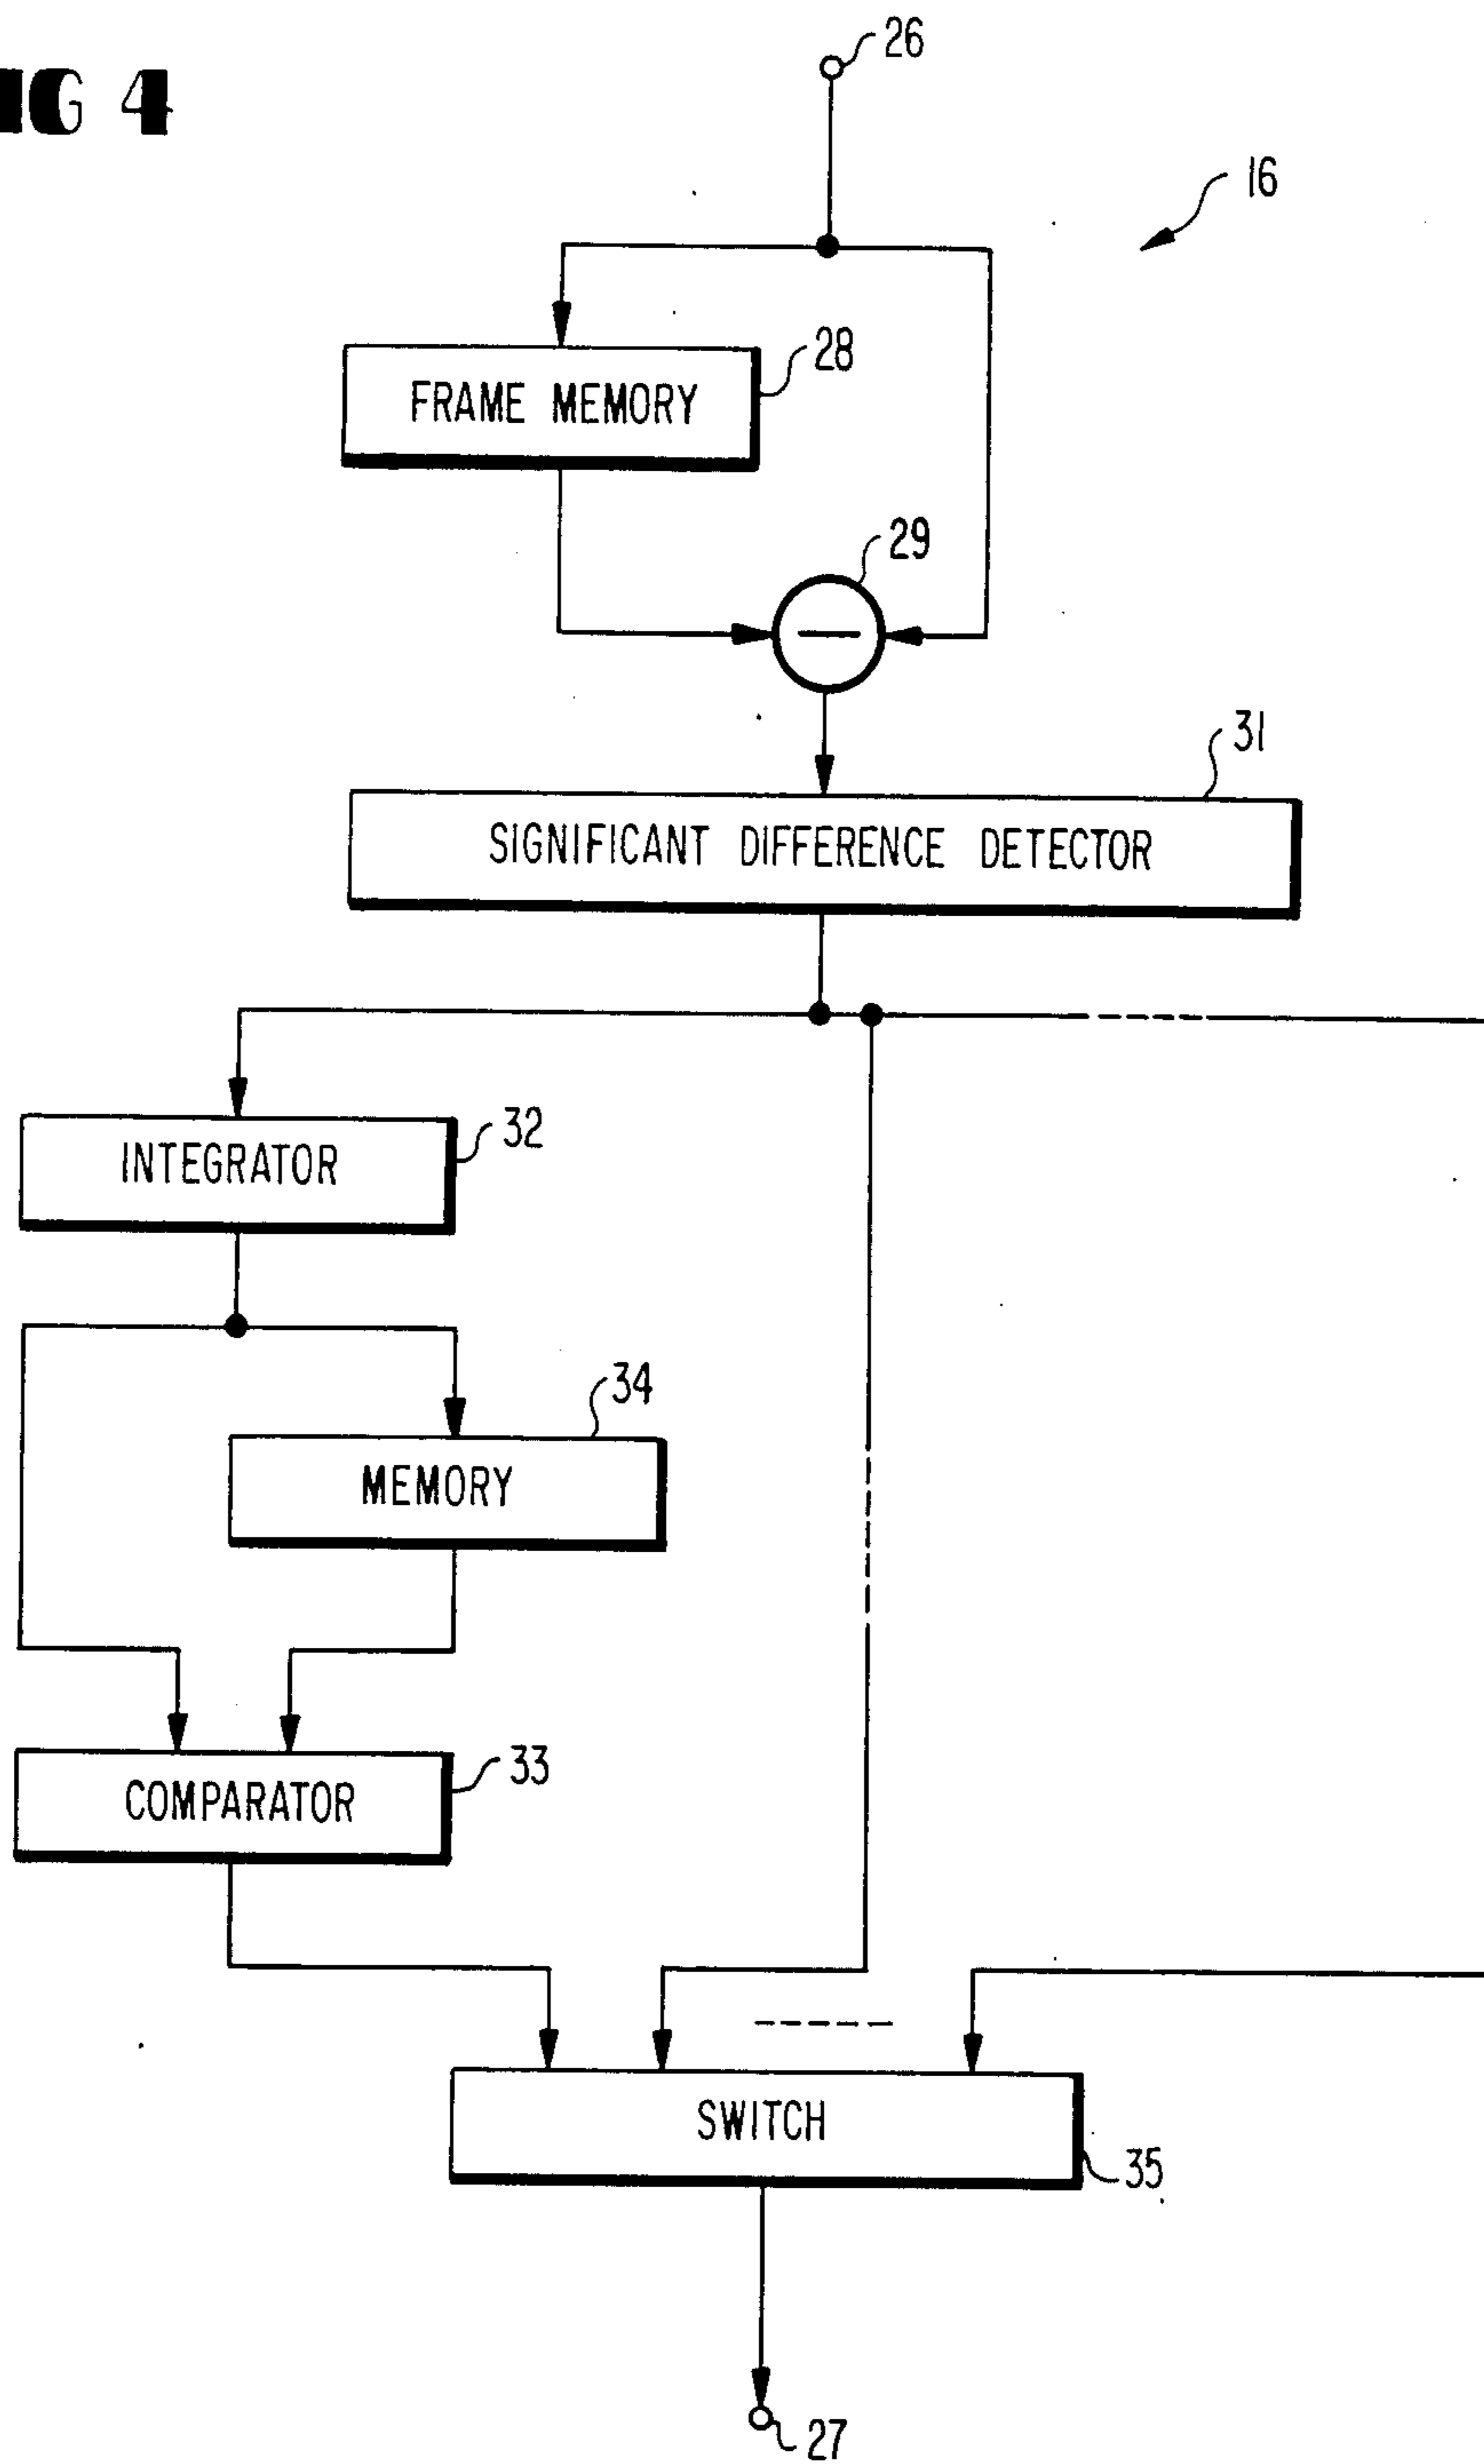 IG 4
26
16
28
FRAME MEMORY
29
31
SIGNIFICANT DIFFERENCE DETECTOR
32
INTEGRATOR
34
MEMORY
33
COMPARATOR
SWITCH
35
27